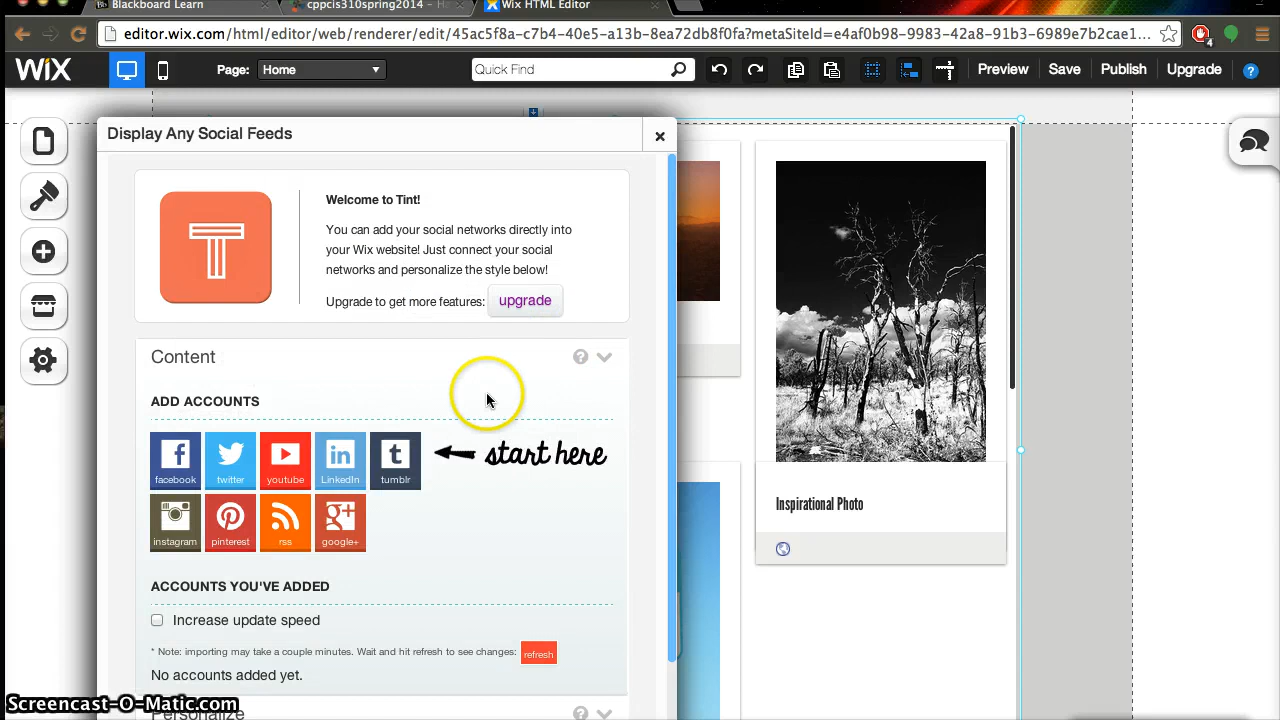 Blackboard Learn
cppcis310spring2014 - H
Wix HTML Editor
editor.wix.com/html/editor/web/renderer/edit/45ac5f8a-c7b4-40e5-a13b-8ea72db8f0fa?metaSiteId=e4af0b98-9983-42a8-91b3-6989e7b2cae1...
4
WiX
Page:
Home
Quick Find
Preview
Save
Publish
Upgrade
?
Display Any Social Feeds
×
T
Welcome to Tint!
You can add your social networks directly into
your Wix website! Just connect your social
networks and personalize the style below!
Upgrade to get more features: upgrade
Content
?
ADD ACCOUNTS
facebook twitter youtube LinkedIn tumblr
start here
instagram pinterest rss google+
ACCOUNTS YOU'VE ADDED
Increase update speed
* Note: importing may take a couple minutes. Wait and hit refresh to see changes: refresh
No accounts added yet.
Personalize
?
Inspirational Photo
Screencast-O-Matic.com